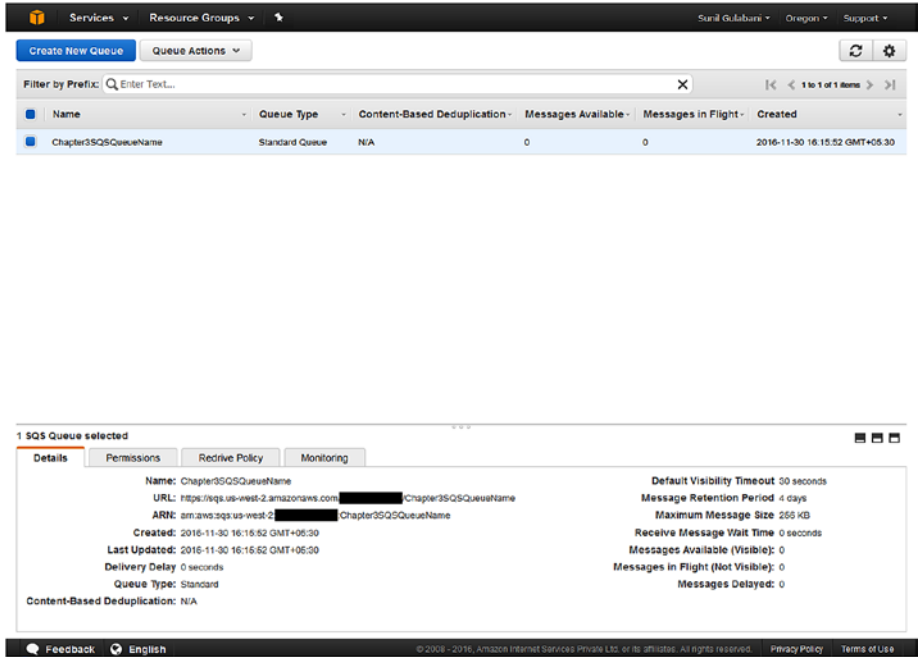 Services Resource Groups Sunil Gulabani Oregon Support
Create New Queue Queue Actions
Filter by Prefix: Enter Text... 1 to 1 of 1 items
Name Queue Type Content-Based Deduplication Messages Available Messages in Flight Created
Chapter3SQSQueueName Standard Queue N/A 0 0 2016-11-30 16:15:52 GMT+05:30
1 SQS Queue selected
Details Permissions Redrive Policy Monitoring
Name: Chapter3SQSQueueName Default Visibility Timeout 30 seconds
URL: https://sqs.us-west-2.amazonaws.com/ /Chapter3SQSQueueName Message Retention Period 4 days
ARN: arn:aws:sqs:us-west-2: :Chapter3SQSQueueName Maximum Message Size 256 KB
Created: 2016-11-30 16:15:52 GMT+05:30 Receive Message Wait Time 0 seconds
Last Updated: 2016-11-30 16:15:52 GMT+05:30 Messages Available (Visible): 0
Delivery Delay 0 seconds Messages in Flight (Not Visible): 0
Queue Type: Standard Messages Delayed: 0
Content-Based Deduplication: N/A
Feedback English © 2008 - 2016, Amazon Internet Services Private Ltd. or its affiliates. All rights reserved. Privacy Policy Terms of Use